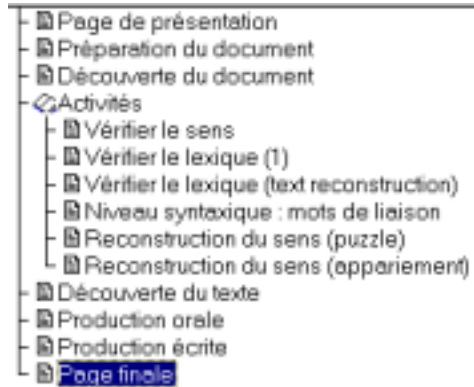 Page de présentation
Préparation du document
Découverte du document
Activités
Vérifier le sens
Vérifier le lexique (1)
Vérifier le lexique (text reconstruction)
Niveau syntaxique : mots de liaison
Reconstruction du sens (puzzle)
Reconstruction du sens (appariement)
Découverte du texte
Production orale
Production écrite
Page finale